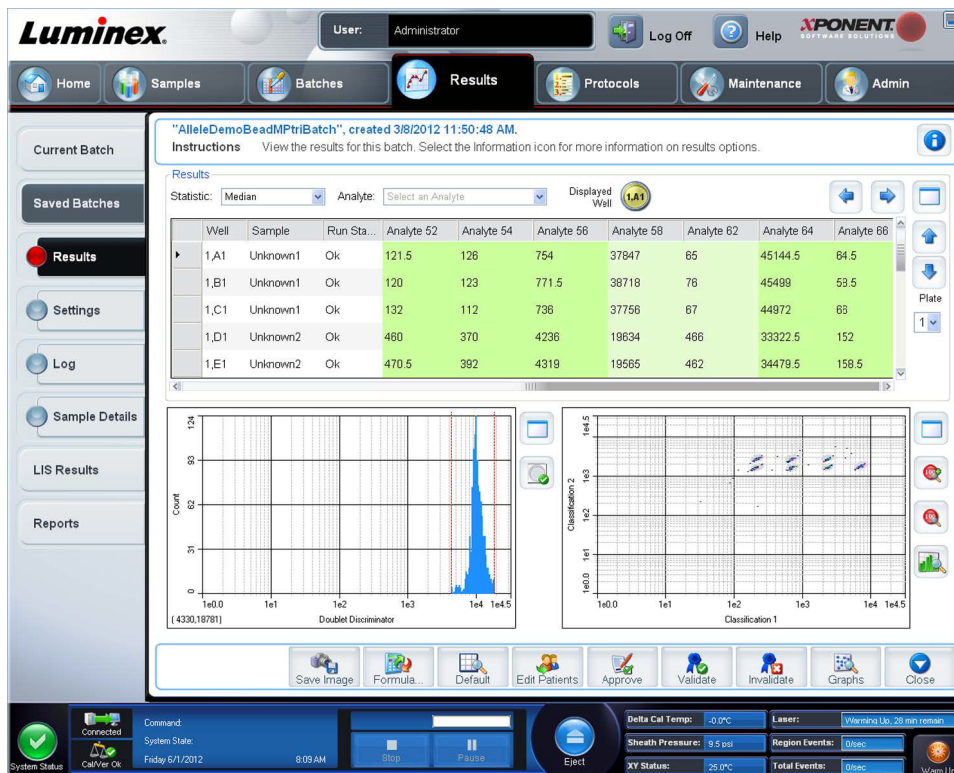 Luminex.
User:
Administrator
Log Off
Help
XPONENT
SOFTWARE SOLUTIONS
Home
Samples
Batches
Results
Protocols
Maintenance
Admin
Current Batch
Saved Batches
Results
Settings
Log
Sample Details
LIS Results
Reports
"AlleleDemoBeadMPtriBatch", created 3/8/2012 11:50:48 AM.
Instructions View the results for this batch. Select the Information icon for more information on results options.
Results
Statistic: Median Analyte: Select an Analyte Displayed Well 1,A1
Well Sample Run Sta... Analyte 52 Analyte 54 Analyte 56 Analyte 58 Analyte 62 Analyte 64 Analyte 66
1,A1 Unknown1 Ok 121.5 126 754 37847 65 45144.5 64.5
1,B1 Unknown1 Ok 120 123 771.5 38718 76 45499
1,C1 Unknown1 Ok 132 112 736 37756 67 44972 66
1,D1 Unknown2 Ok 460 370 4236 19634 466 33322.5 152
1,E1 Unknown2 Ok 470.5 392 4319 19565 462 34479.5 158.5
Plate
1
Count
124
93
62
31
0
1e0.0 1e1 1e2 1e3 1e4 1e4.5
( 4330,18781) Doublet Discriminator
Classification 2
1e4.5
1e3
1e2
1e1
1e0.0
1e0.0 1e1 1e2 1e3 1e4 1e4.5
Classification 1
Save Image
Formula...
Default
Edit Patients
Approve
Validate
Invalidate
Graphs
Close
System Status
Connected
Cal/Ver Ok
Command:
System State:
Friday 6/1/2012 8:09 AM
Stop
Pause
Eject
Delta Cal Temp: -0.0°C
Sheath Pressure: 9.5 psi
XY Status: 25.0°C
Laser: Warming Up, 28 min remain
Region Events: 0/sec
Total Events: 0/sec
Warm Up